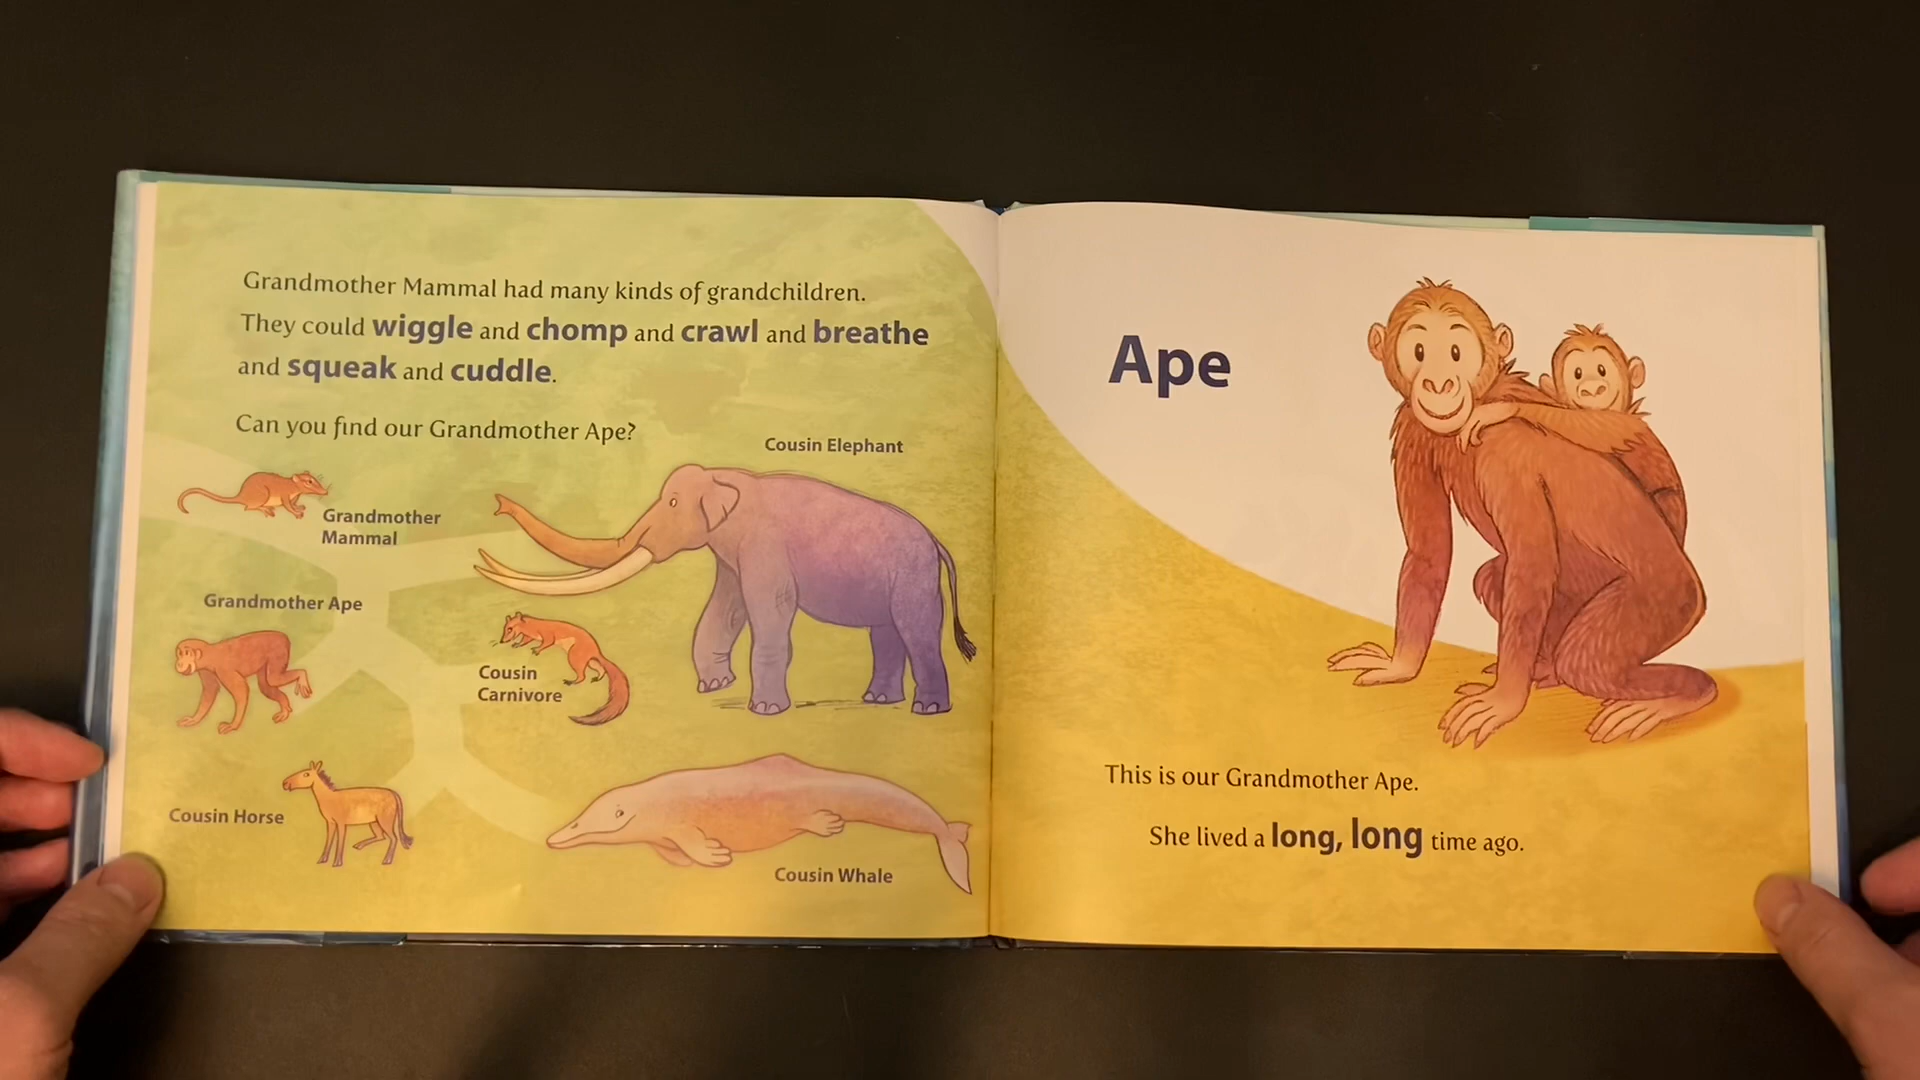 Grandmother Mammal had many kinds of grandchildren.
They could wiggle and chomp and crawl and breathe
and squeak and cuddle.
Can you find our Grandmother Ape?
Cousin Elephant
Grandmother
Mammal
Grandmother Ape
Cousin
Carnivore
Cousin Horse
Cousin Whale
Ape
This is our Grandmother Ape.
She lived a long, long time ago.